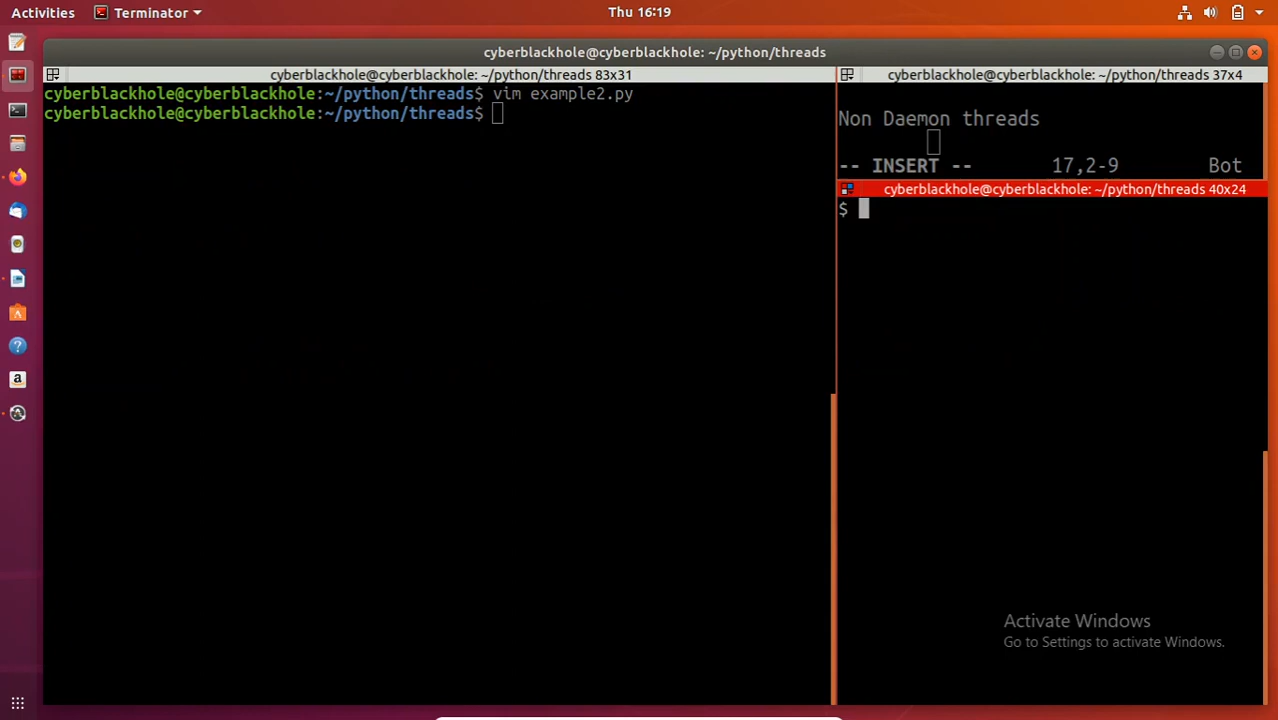 Activities Terminator Thu 16:19
cyberblackhole@cyberblackhole: ~/python/threads
cyberblackhole@cyberblackhole: ~/python/threads 83x31
cyberblackhole@cyberblackhole:~/python/threads$ vim example2.py
cyberblackhole@cyberblackhole:~/python/threads$
cyberblackhole@cyberblackhole: ~/python/threads 37x4
Non Daemon threads
-- INSERT -- 17,2-9 Bot
cyberblackhole@cyberblackhole: ~/python/threads 40x24
$
Activate Windows
Go to Settings to activate Windows.